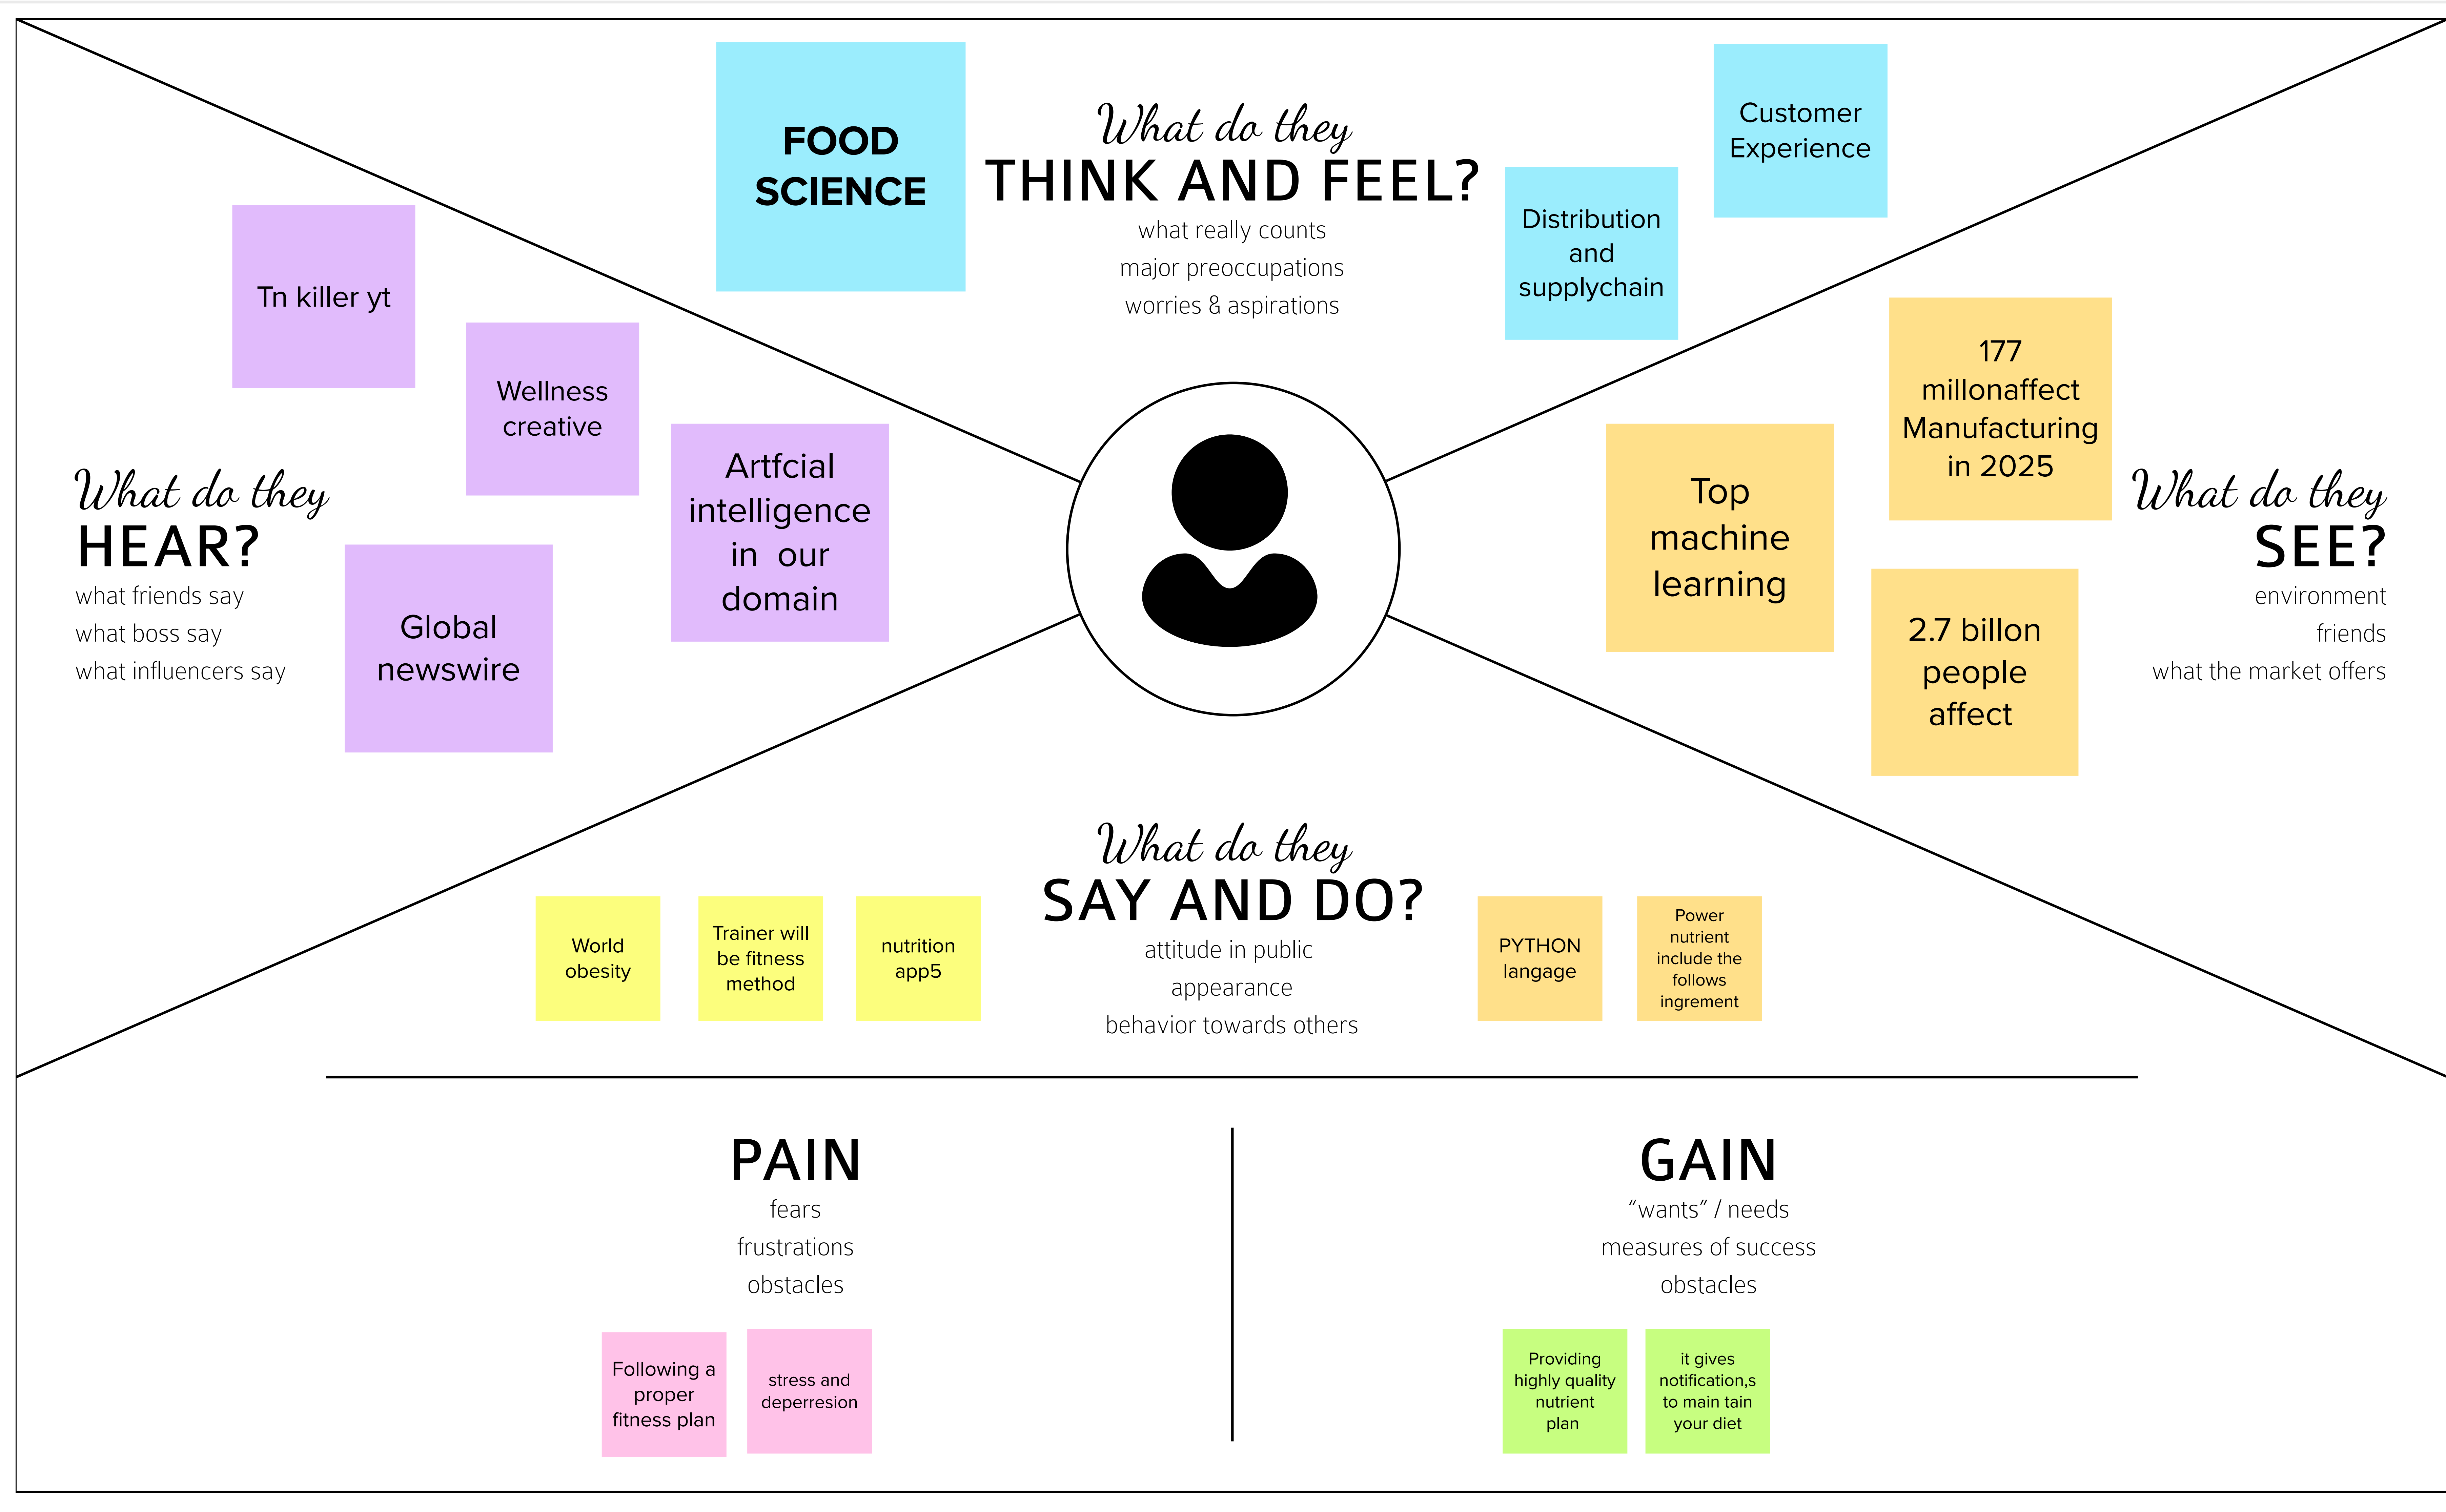 FOOD
SCIENCE
What do they
THINK AND FEEL?
what really counts
major preoccupations
worries & aspirations
Customer
Experience
Distribution
and
supplychain
Tn killer yt
Wellness
creative
Artfcial
intelligence
in our
domain
What do they
HEAR?
what friends say
what boss say
what influencers say
Global
newswire
177
millonaffect
Manufacturing
in 2025
Top
machine
learning
2.7 billon
people
affect
What do they
SEE?
environment
friends
what the market offers
What do they
SAY AND DO?
attitude in public
appearance
behavior towards others
World
obesity
Trainer will
be fitness
method
nutrition
app5
PYTHON
langage
Power
nutrient
include the
follows
ingrement
PAIN
fears
frustrations
obstacles
Following a
proper
fitness plan
stress and
deperresion
GAIN
“wants” / needs
measures of success
obstacles
Providing
highly quality
nutrient
plan
it gives
notification,s
to main tain
your diet